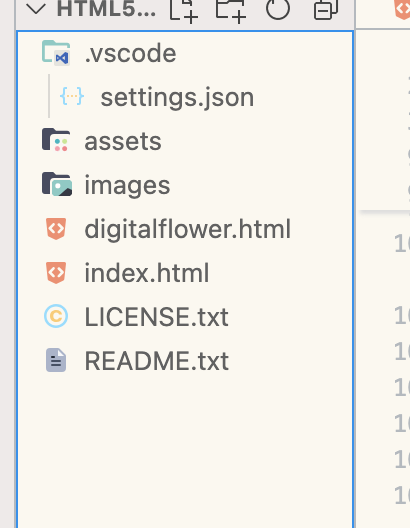 HTML5...
.vscode
settings.json
assets
images
digitalflower.html
index.html
LICENSE.txt
README.txt